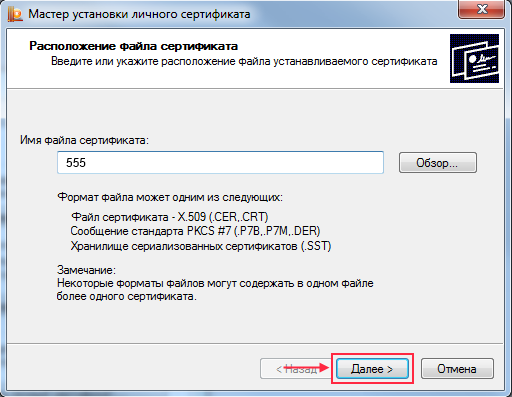 Мастер установки личного сертификата
Расположение файла сертификата
Введите или укажите расположение файла устанавливаемого сертификата
Имя файла сертификата:
555
Обзор...
Формат файла может одним из следующих:
Файл сертификата - X.509 (.CER,.CRT)
Сообщение стандарта PKCS #7 (.P7B,.P7M,.DER)
Хранилище сериализованных сертификатов (.SST)
Замечание:
Некоторые форматы файлов могут содержать в одном файле
более одного сертификата.
< Назад
Далее >
Отмена